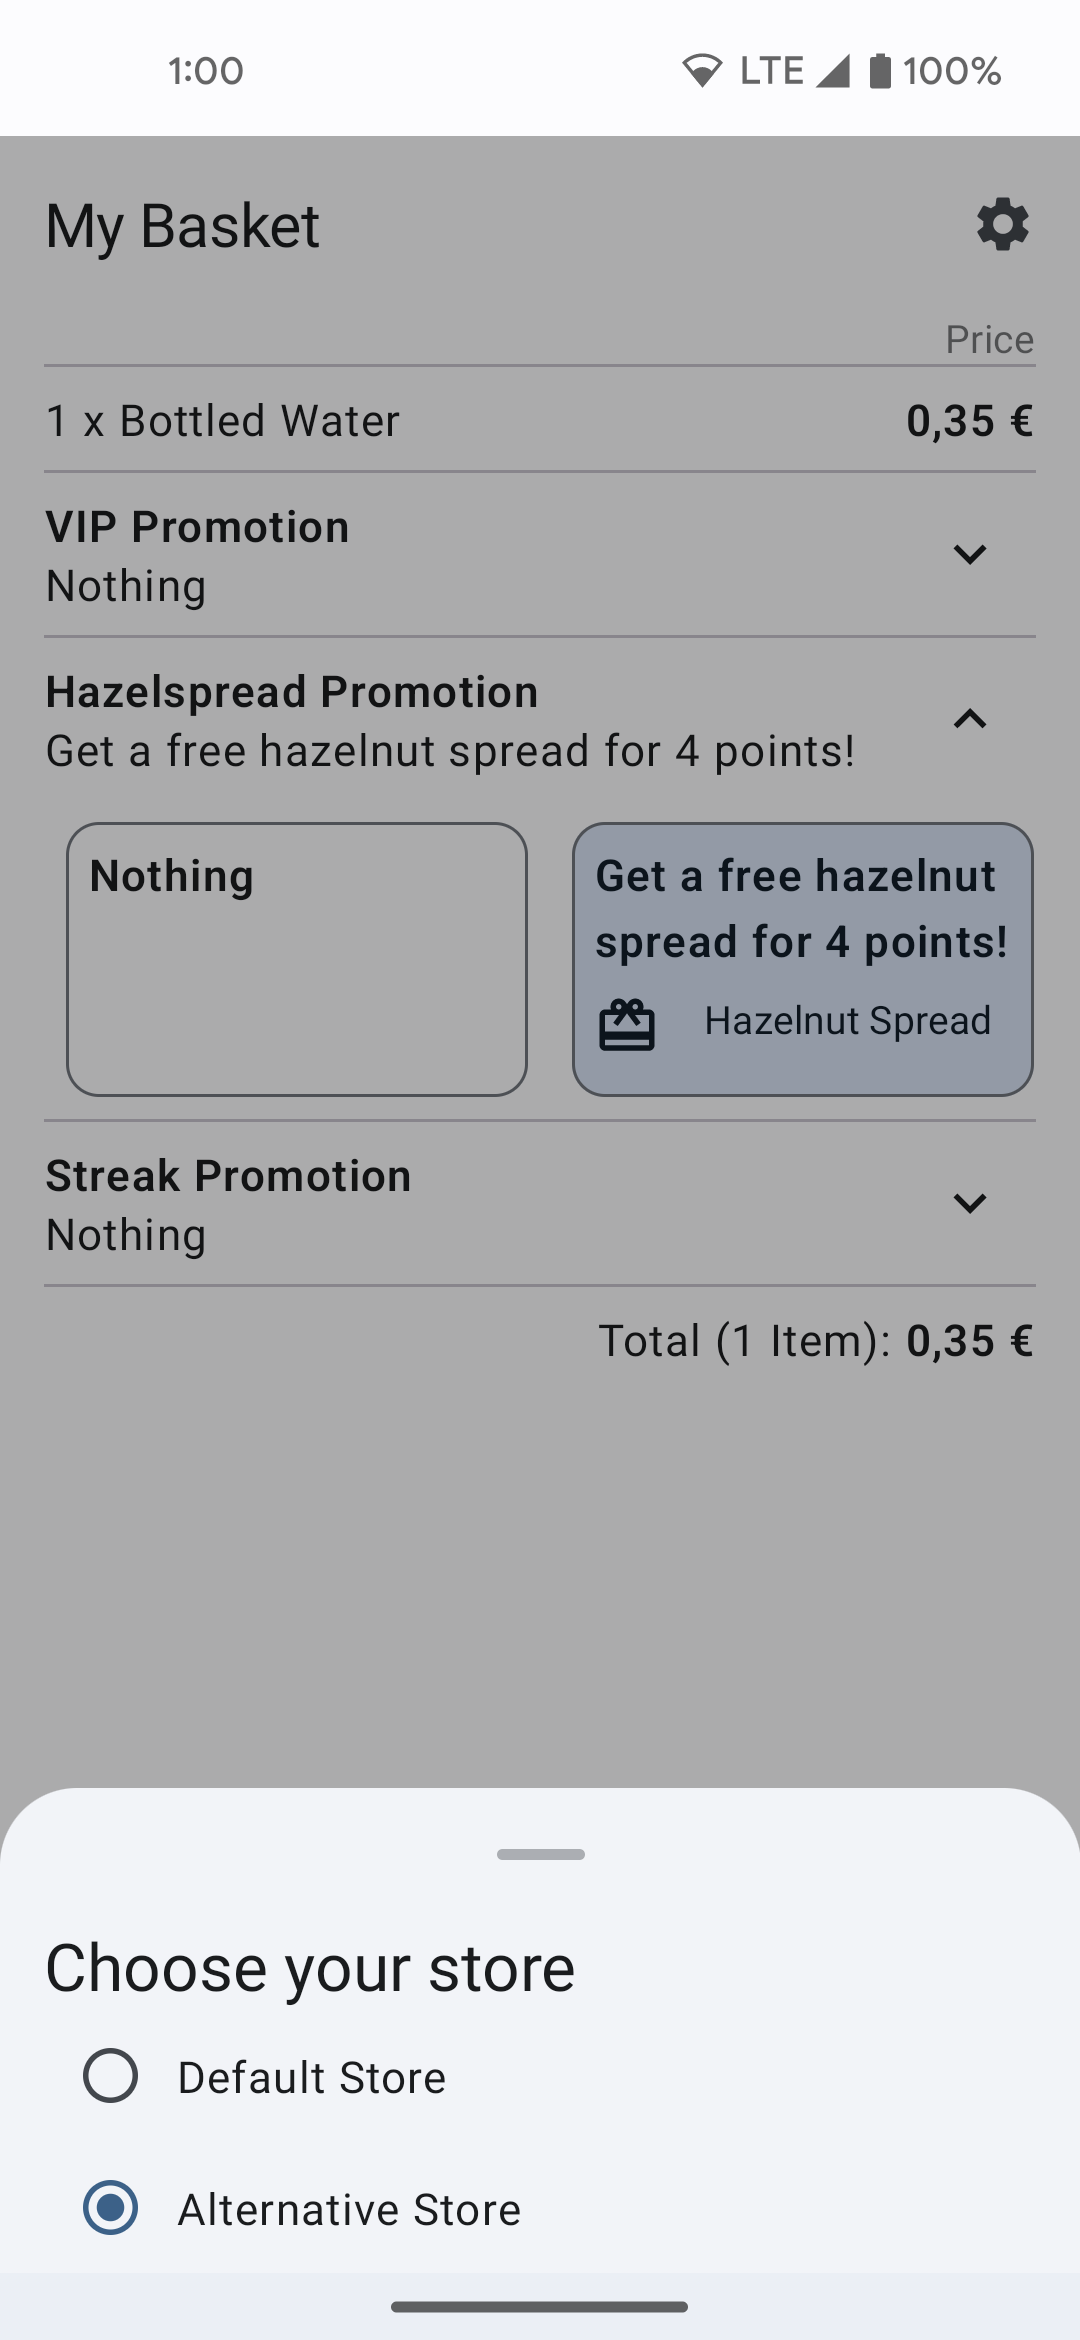 1:00 LTE 100%
My Basket
Price
1 x Bottled Water 0,35 €
VIP Promotion
Nothing
Hazelspread Promotion
Get a free hazelnut spread for 4 points!
Nothing
Get a free hazelnut
spread for 4 points!
Hazelnut Spread
Streak Promotion
Nothing
Total (1 Item): 0,35 €
Choose your store
Default Store
Alternative Store